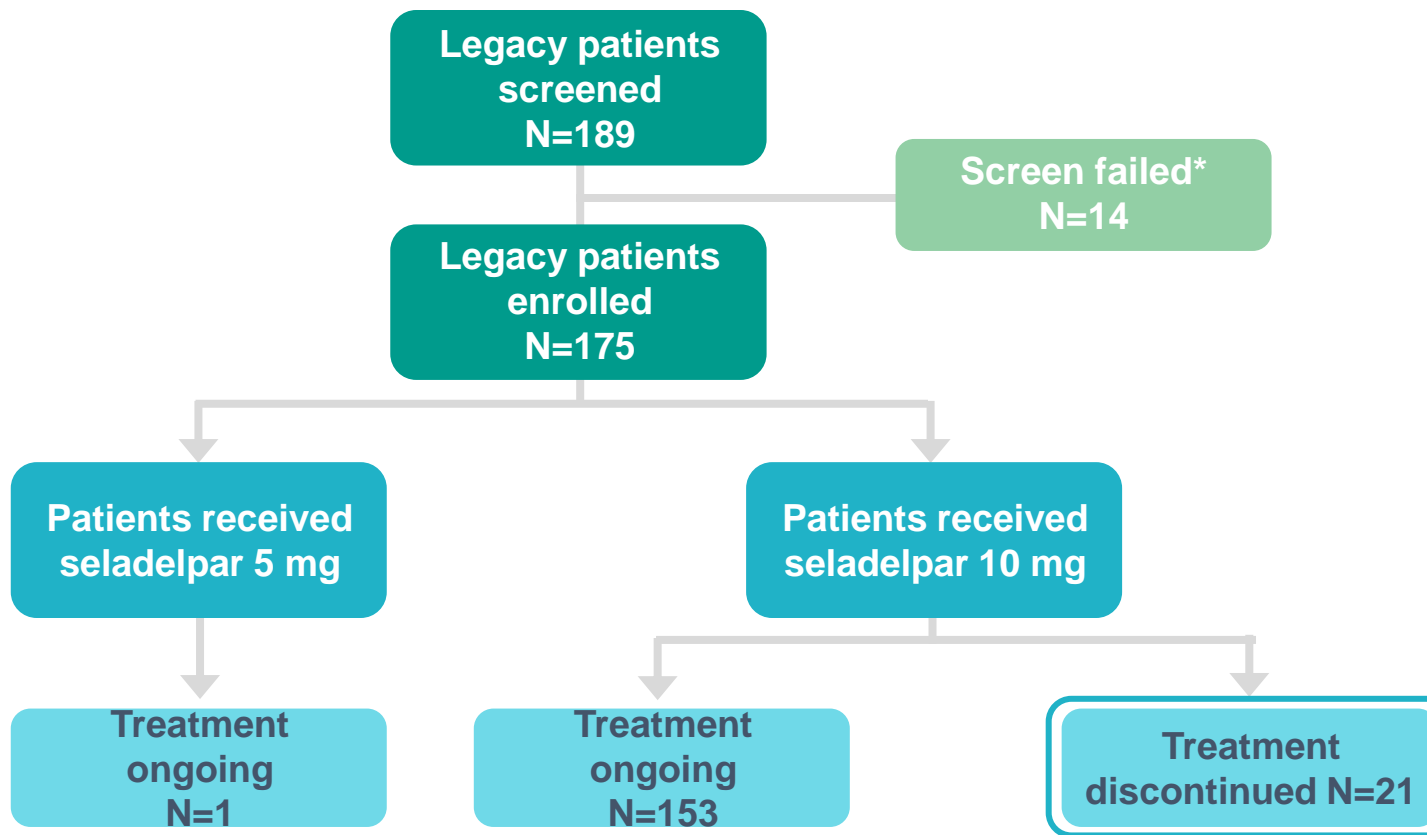 Legacy patients
screened
N=189
Screen failed*
N=14
Legacy patients
enrolled
N=175
Patients received
seladelpar 5 mg
Patients received
seladelpar 10 mg
Treatment
ongoing
N=1
Treatment
ongoing
N=153
Treatment
discontinued N=21